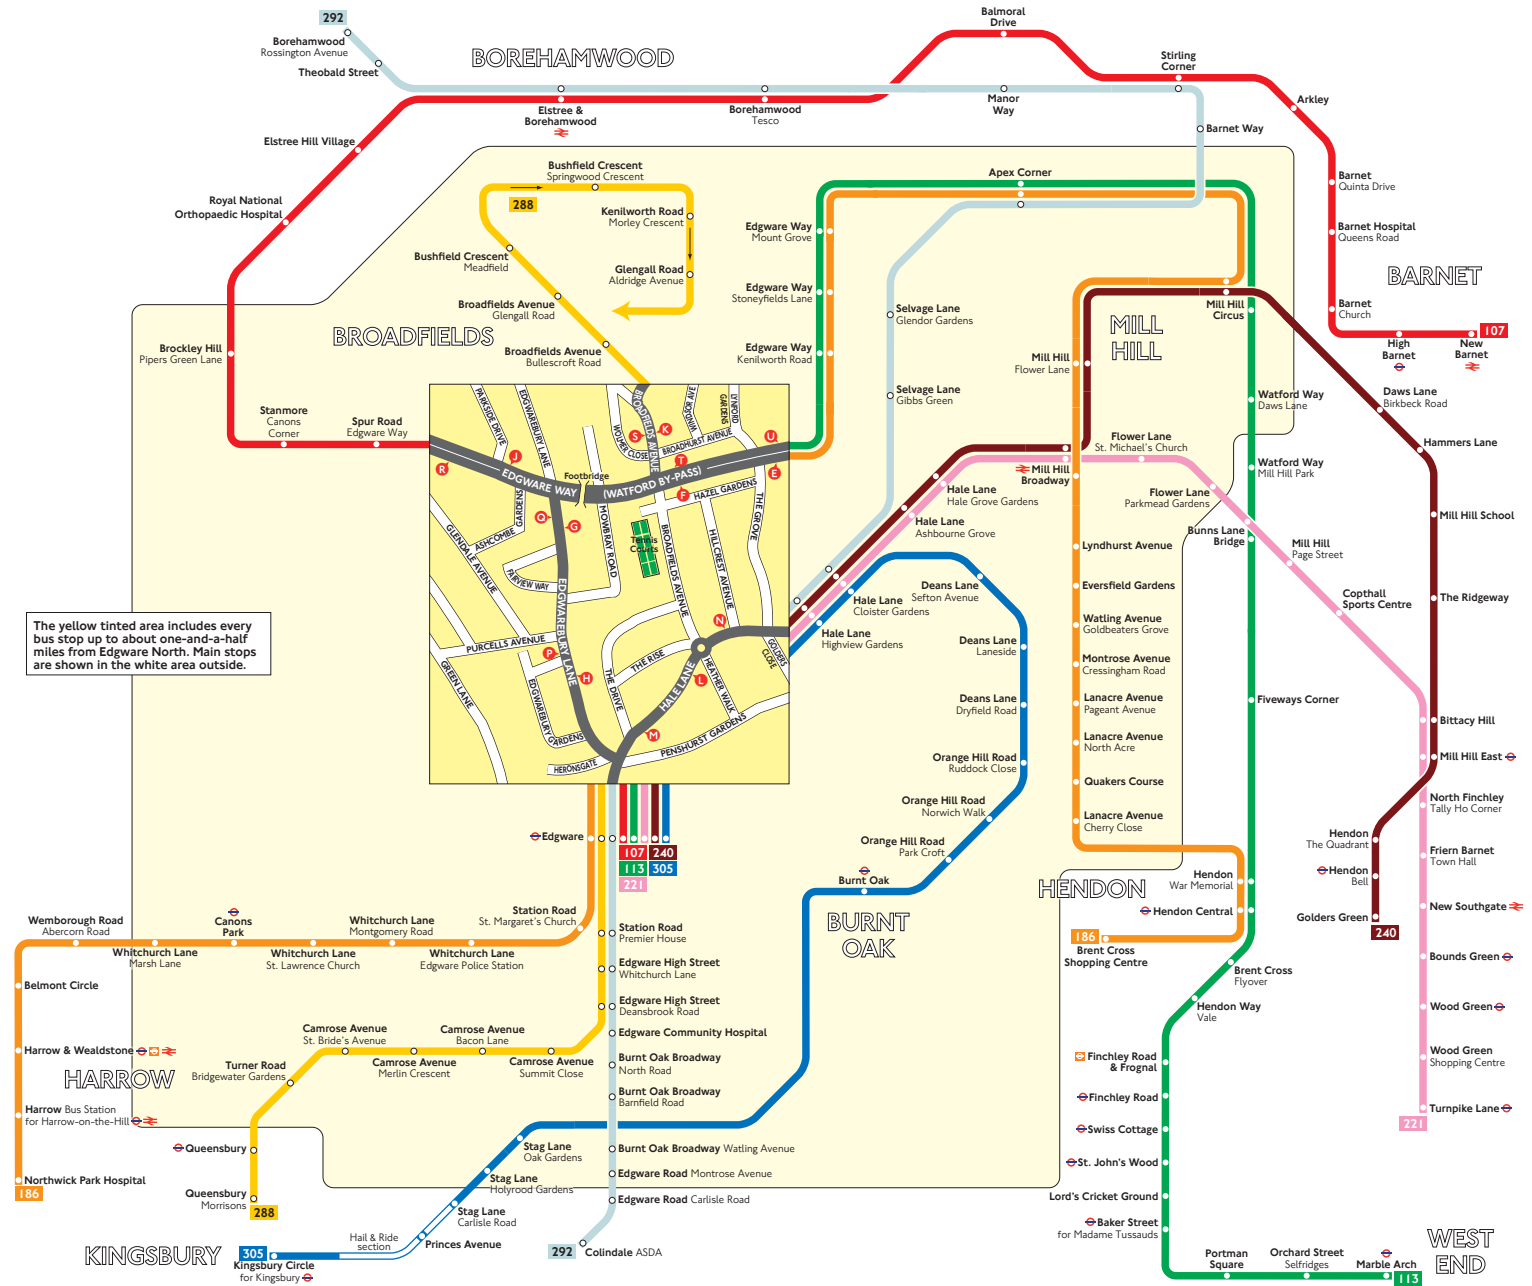 292
Borehamwood
Rossington Avenue
Theobald Street
BOREHAMWOOD
Balmoral
Drive
Stirling
Corner
Elstree &
Borehamwood
Borehamwood
Tesco
Manor
Way
Arkley
Barnet Way
Elstree Hill Village
Royal National
Orthopaedic Hospital
Barnet
Quinta Drive
Barnet Hospital
Queens Road
BARNET
Barnet
Church
107
High
Barnet
New
Barnet
Bushfield Crescent
Springwood Crescent
288
Kenilworth Road
Morley Crescent
Bushfield Crescent
Meadfield
Glengall Road
Aldridge Avenue
Broadfields Avenue
Glengall Road
BROADFIELDS
Broadfields Avenue
Bullescroft Road
Apex Corner
Edgware Way
Mount Grove
Edgware Way
Stoneyfields Lane
Edgware Way
Kenilworth Road
Selvage Lane
Glendor Gardens
Selvage Lane
Gibbs Green
Mill Hill
Circus
MILL
HILL
Mill Hill
Flower Lane
Brockley Hill
Pipers Green Lane
Stanmore
Canons
Corner
Spur Road
Edgware Way
Watford Way
Daws Lane
Daws Lane
Birkbeck Road
Hammers Lane
Flower Lane
St. Michael's Church
Mill Hill
Broadway
Watford Way
Mill Hill Park
Hale Lane
Hale Grove Gardens
Flower Lane
Parkmead Gardens
Hale Lane
Ashbourne Grove
Bunns Lane
Bridge
Mill Hill School
Mill Hill
Page Street
Lyndhurst Avenue
Eversfield Gardens
Deans Lane
Sefton Avenue
Hale Lane
Cloister Gardens
Hale Lane
Highview Gardens
Copthall
Sports Centre
The Ridgeway
Watling Avenue
Goldbeaters Grove
Deans Lane
Laneside
Montrose Avenue
Cressingham Road
Deans Lane
Dryfield Road
Lanacre Avenue
Pageant Avenue
Fiveways Corner
Bittacy Hill
Lanacre Avenue
North Acre
Orange Hill Road
Ruddock Close
Mill Hill East
Quakers Course
Orange Hill Road
Norwich Walk
North Finchley
Tally Ho Corner
Lanacre Avenue
Cherry Close
Orange Hill Road
Park Croft
Hendon
The Quadrant
Friern Barnet
Town Hall
Burnt Oak
HENDON
Hendon
War Memorial
Hendon
Bell
Hendon Central
Golders Green
240
New Southgate
BURNT
OAK
186
Brent Cross
Shopping Centre
Brent Cross
Flyover
Bounds Green
Hendon Way
Vale
Wood Green
Finchley Road
& Frognal
Wood Green
Shopping Centre
Finchley Road
Turnpike Lane
221
Swiss Cottage
St. John's Wood
Lord's Cricket Ground
Baker Street
for Madame Tussauds
Portman
Square
Orchard Street
Selfridges
Marble Arch
113
WEST
END
The yellow tinted area includes every
bus stop up to about one-and-a-half
miles from Edgware North. Main stops
are shown in the white area outside.
PARKSIDE DRIVE
EDGWAREBURY LANE
WOLMER CLOSE
BROADFIELDS AVENUE
WINDSOR AVE
LYNFORD
GARDENS
BROADHURST AVENUE
R
J
S
K
T
U
E
F
Footbridge
EDGWARE WAY
(WATFORD BY-PASS)
HAZEL GARDENS
THE GROVE
Q
G
GLENDALE AVENUE
ASHCOMBE
GARDENS
FAIRVIEW WAY
MOWBRAY ROAD
Tennis
Courts
BROADFIELDS AVENUE
HILLCREST AVENUE
EDGWAREBURY LANE
N
GOLDERS
CLOSE
PURCELLS AVENUE
P
H
GREEN LANE
EDGWAREBURY
GARDENS
THE RISE
THE DRIVE
HALE LANE
L
HEATHER WALK
M
HERONSGATE
PENSHURST GARDENS
Edgware
107
240
113
305
221
Wemborough Road
Abercorn Road
Canons
Park
Whitchurch Lane
Montgomery Road
Station Road
St. Margaret's Church
Whitchurch Lane
Marsh Lane
Whitchurch Lane
St. Lawrence Church
Whitchurch Lane
Edgware Police Station
Station Road
Premier House
Edgware High Street
Whitchurch Lane
Belmont Circle
Edgware High Street
Deansbrook Road
Edgware Community Hospital
Camrose Avenue
St. Bride's Avenue
Camrose Avenue
Bacon Lane
Camrose Avenue
Merlin Crescent
Camrose Avenue
Summit Close
Harrow & Wealdstone
HARROW
Turner Road
Bridgewater Gardens
Burnt Oak Broadway
North Road
Burnt Oak Broadway
Barnfield Road
Harrow Bus Station
for Harrow-on-the-Hill
Queensbury
Northwick Park Hospital
186
Queensbury
Morrisons
288
Stag Lane
Oak Gardens
Burnt Oak Broadway Watling Avenue
Stag Lane
Holyrood Gardens
Edgware Road Montrose Avenue
Stag Lane
Carlisle Road
Edgware Road Carlisle Road
Hail & Ride
section
Princes Avenue
KINGSBURY
305
Kingsbury Circle
for Kingsbury
292
Colindale ASDA